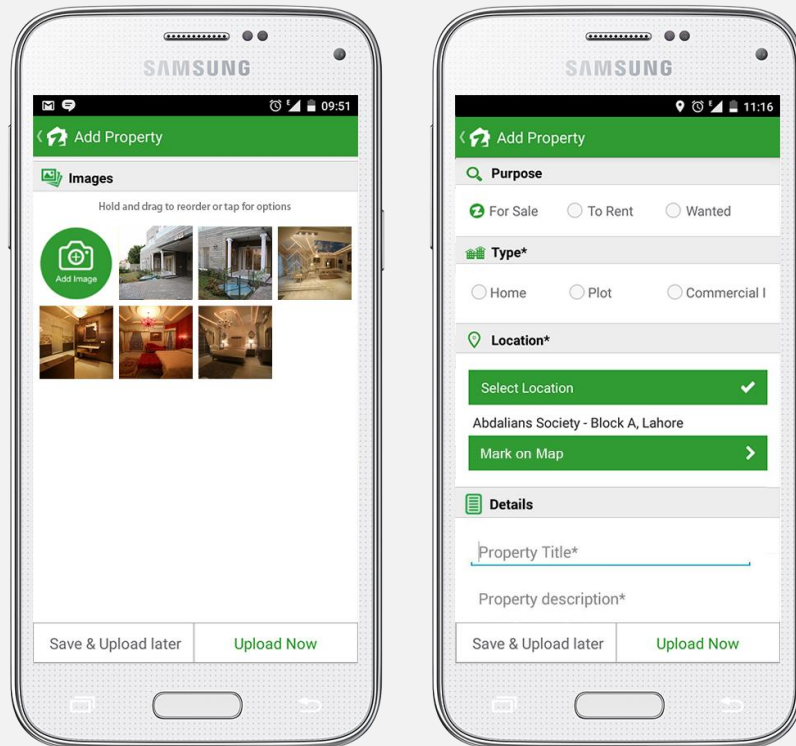 SAMSUNG
09:51
Add Property
Images
Hold and drag to reorder or tap for options
Add Image
Save & Upload later
Upload Now
SAMSUNG
11:16
Add Property
Purpose
For Sale
To Rent
Wanted
Type*
Home
Plot
Commercial I
Location*
Select Location
Abdalians Society - Block A, Lahore
Mark on Map
Details
Property Title*
Property description*
Save & Upload later
Upload Now